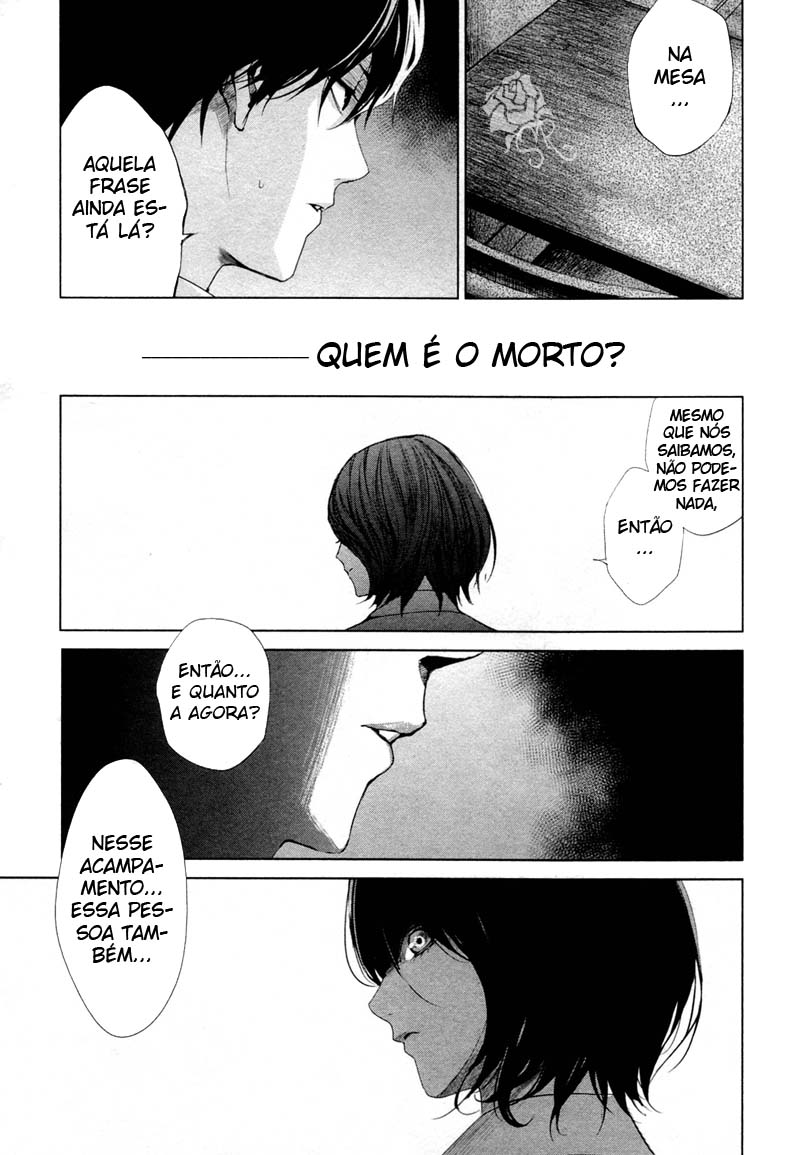 NA
MESA
...
AQUELA
FRASE
AINDA ES-
TÁ LÁ?
QUEM É O MORTO?
MESMO
QUE NÓS
SAIBAMOS,
NÃO PODE-
MOS FAZER
NADA,
ENTÃO
...
ENTÃO...
E QUANTO
A AGORA?
NESSE
ACAMPA-
MENTO...
ESSA PES-
SOA TAM-
BÉM...